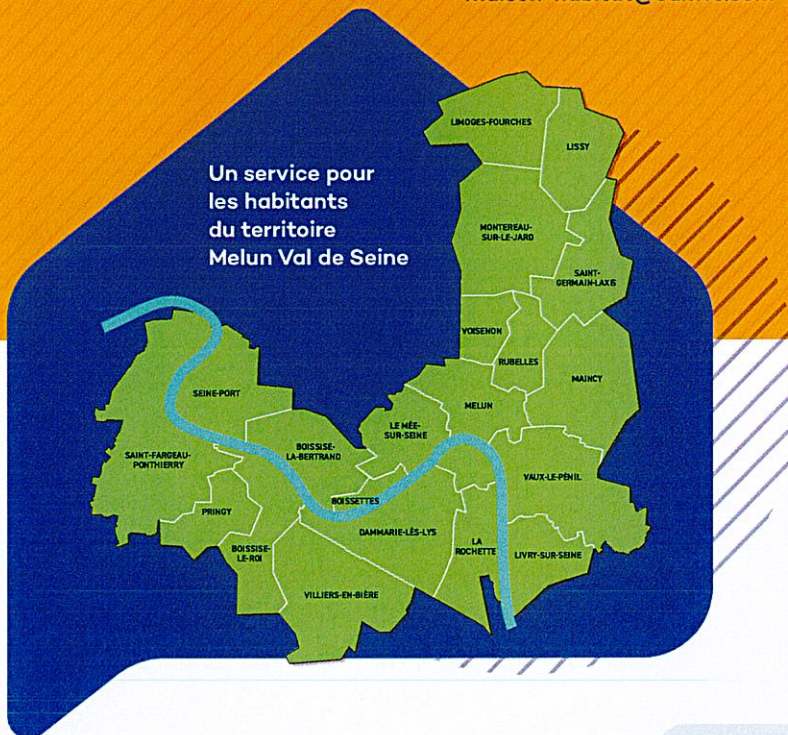 Un service pour
les habitants
du territoire
Melun Val de Seine
LIMOGES-FOURCHES
LISSY
MONTEREAU-
SUR-LE-JARD
SAINT-
GERMAIN-LAXIS
VOISENON
RUBELLES
MAINCY
SEINE-PORT
MELUN
LE MÉE-
SUR-SEINE
BOISSISE-
LA-BERTRAND
SAINT-FARGEAU-
PONTHIERRY
VAUX-LE-PÉNIL
BOISSETTES
PRINGY
DAMMARIE-LÈS-LYS
LA
ROCHETTE
BOISSISE-
LE-ROI
LIVRY-SUR-SEINE
VILLIERS-EN-BIÈRE